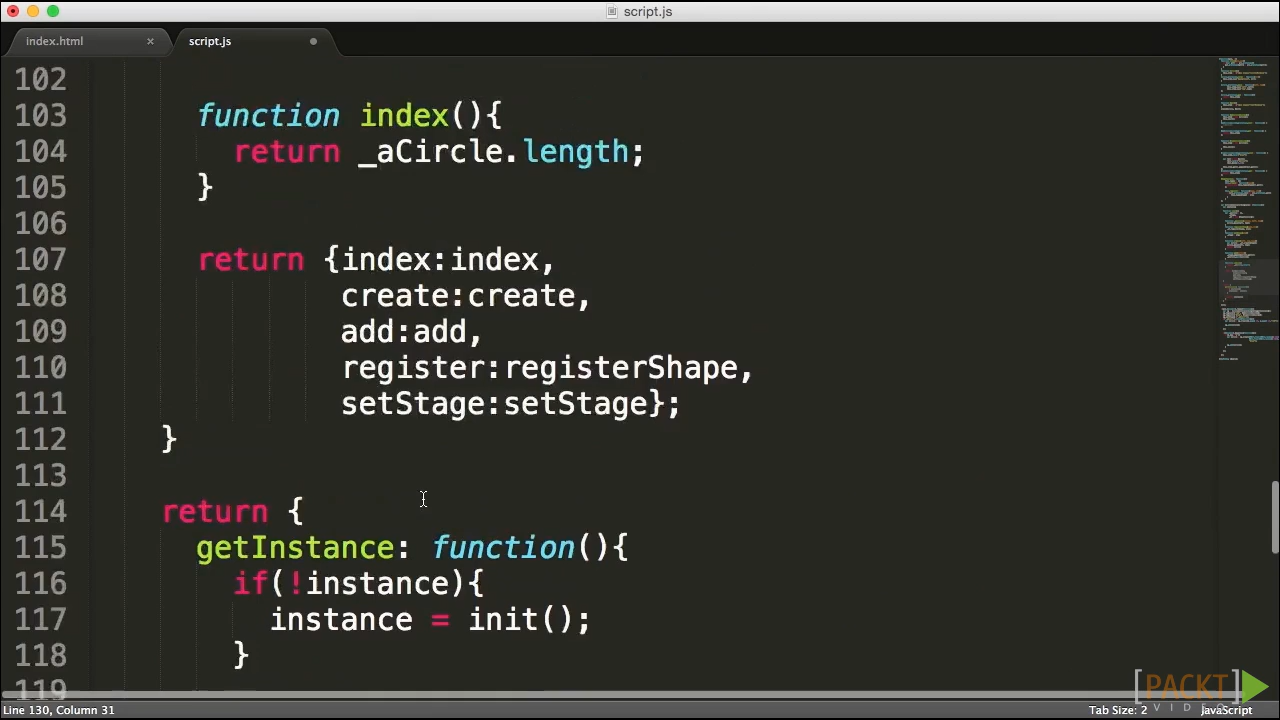 script.js
index.html × script.js
102
103 function index(){
104 return _aCircle.length;
105 }
106
107 return {index:index,
108 create:create,
109 add:add,
110 register:registerShape,
111 setStage:setStage};
112 }
113
114 return {
115 getInstance: function(){
116 if(!instance){
117 instance = init();
118 }
119
[PACKT]
VIDEO
Line 130, Column 31 Tab Size: 2 JavaScript